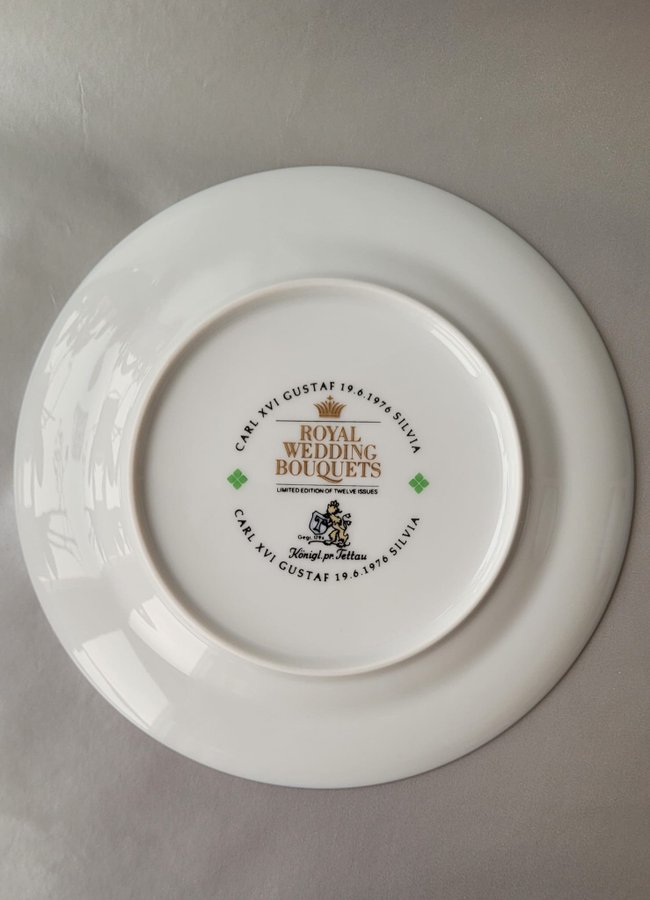 CARL XVI GUSTAF 19.6.1976 SILVIA
ROYAL
WEDDING
BOUQUETS
LIMITED EDITION OF TWELVE ISSUES
Gegr. 1794
Königl. pr. Tettau
CARL XVI GUSTAF 19.6.1976 SILVIA